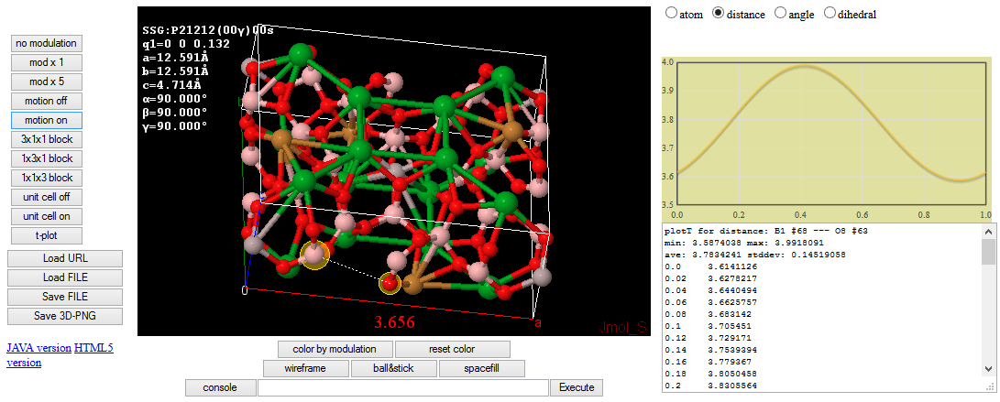 no modulation
mod x 1
mod x 5
motion off
motion on
3x1x1 block
1x3x1 block
1x1x3 block
unit cell off
unit cell on
t-plot
Load URL
Load FILE
Save FILE
Save 3D-PNG
JAVA version HTML5
version
SSG:P21212(00γ)00s
q1=0 0 0.132
a=12.591Å
b=12.591Å
c=4.714Å
α=90.000°
β=90.000°
γ=90.000°
0
3.656
a
Jmol_S
color by modulation reset color
wireframe ball&stick spacefill
console Execute
atom distance angle dihedral
4.0
3.9
3.8
3.7
3.6
3.5
0.0 0.2 0.4 0.6 0.8 1.0
plotT for distance: B1 #68 --- O8 #63
min: 3.5874038 max: 3.9918091
ave: 3.7834241 stddev: 0.14519058
0.0 3.6141126
0.02 3.6278217
0.04 3.6440494
0.06 3.6625757
0.08 3.683142
0.1 3.705451
0.12 3.729171
0.14 3.7539394
0.16 3.779367
0.18 3.8050458
0.2 3.8305564